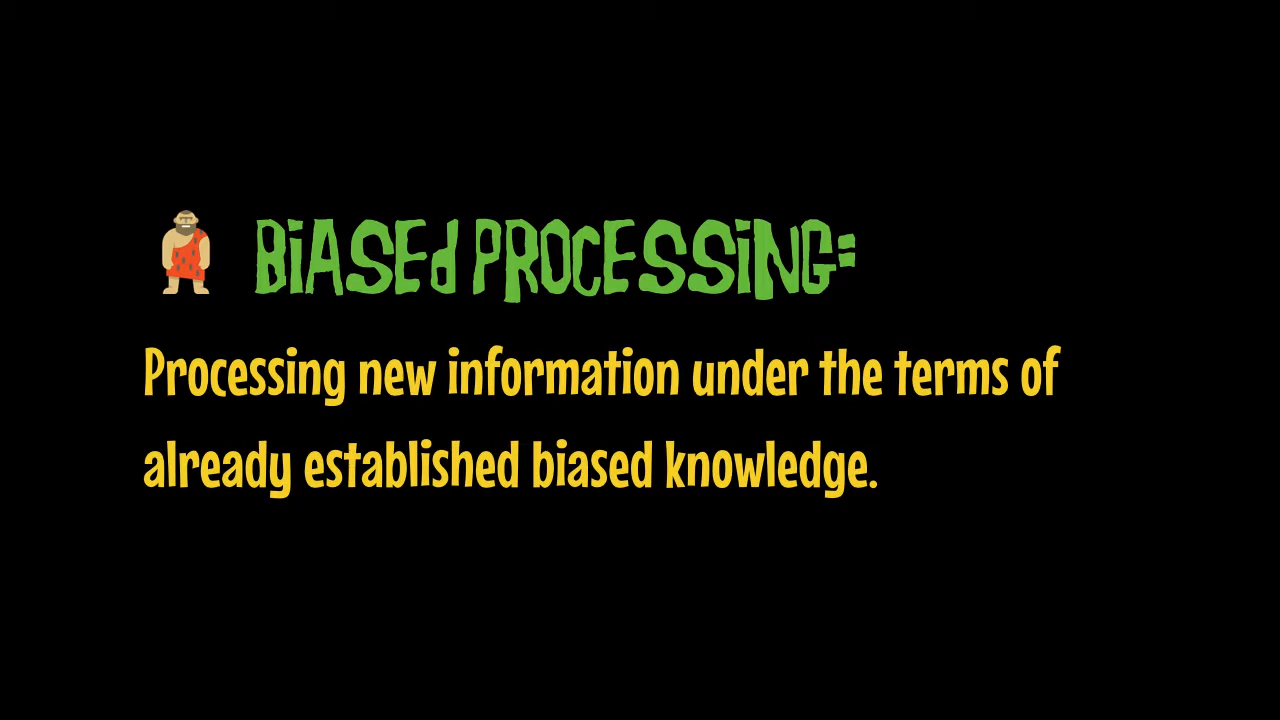 BiASEd PROCESSiNG=
Processing new information under the terms of
already established biased knowledge.